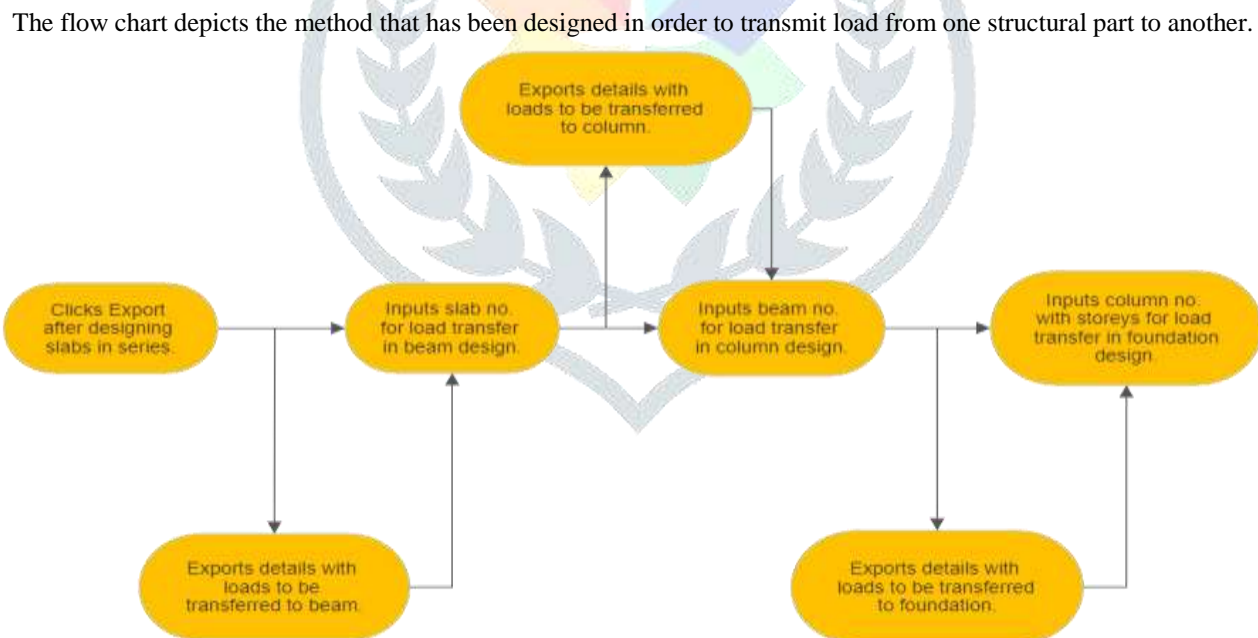 The flow chart depicts the method that has been designed in order to transmit load from one structural part to another.
Exports details with
loads to be transferred
to column.
Clicks Export
after designing
slabs in series.
Inputs slab no.
for load transfer
in beam design.
Inputs beam no.
for load transfer
in column design.
Inputs column no.
with storeys for load
transfer in foundation
design.
Exports details with
loads to be
transferred to beam.
Exports details with
loads to be transferred
to foundation.